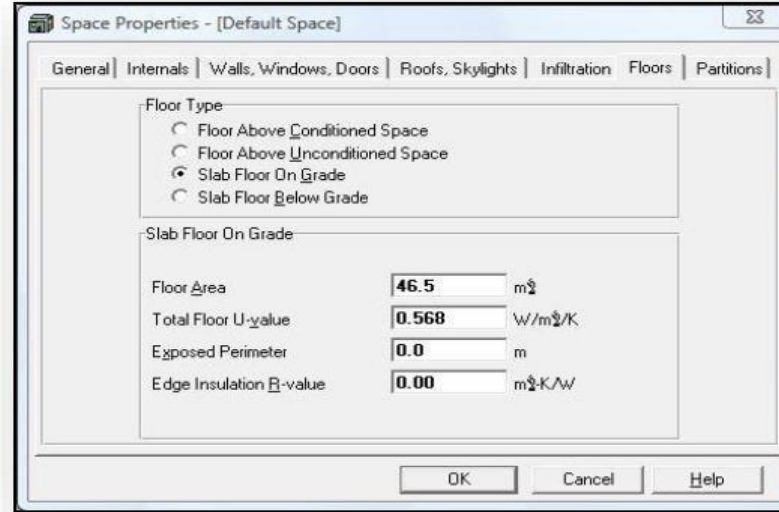 Space Properties - [Default Space]
General Internals Walls, Windows, Doors Roofs, Skylights Infiltration Floors Partitions
Floor Type
Floor Above Conditioned Space
Floor Above Unconditioned Space
Slab Floor On Grade
Slab Floor Below Grade
Slab Floor On Grade
Floor Area 46.5 m²
Total Floor U-value 0.568 W/m²/K
Exposed Perimeter 0.0 m
Edge Insulation R-value 0.00 m²-K/W
OK Cancel Help